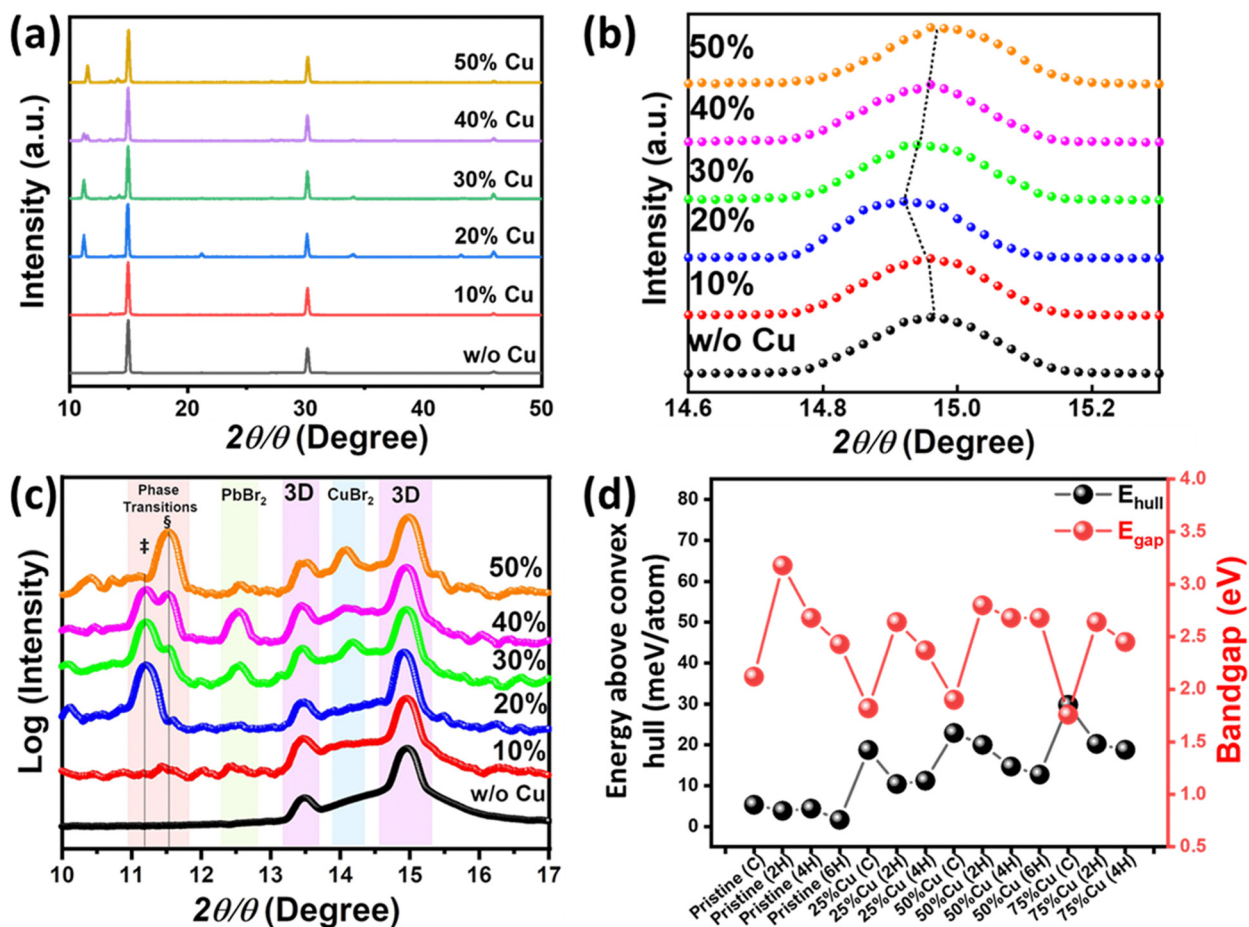 (a)
50% Cu
40% Cu
30% Cu
20% Cu
10% Cu
w/o Cu
Intensity (a.u.)
10 20 30 40 50
2θ/θ (Degree)
(b)
50%
40%
30%
20%
10%
w/o Cu
Intensity (a.u.)
14.6 14.8 15.0 15.2
2θ/θ (Degree)
(c)
Phase
Transitions
‡ §
PbBr2
3D
CuBr2
3D
50%
40%
30%
20%
10%
w/o Cu
Log (Intensity)
10 11 12 13 14 15 16 17
2θ/θ (Degree)
(d)
Ehull
Egap
Energy above convex
hull (meV/atom)
80
70
60
50
40
30
20
10
0
4.0
3.5
3.0
2.5
2.0
1.5
1.0
0.5
Bandgap (eV)
Pristine (C)
Pristine (2H)
Pristine (4H)
Pristine (6H)
25%Cu (C)
25%Cu (2H)
25%Cu (4H)
50%Cu (C)
50%Cu (2H)
50%Cu (4H)
50%Cu (6H)
75%Cu (C)
75%Cu (2H)
75%Cu (4H)